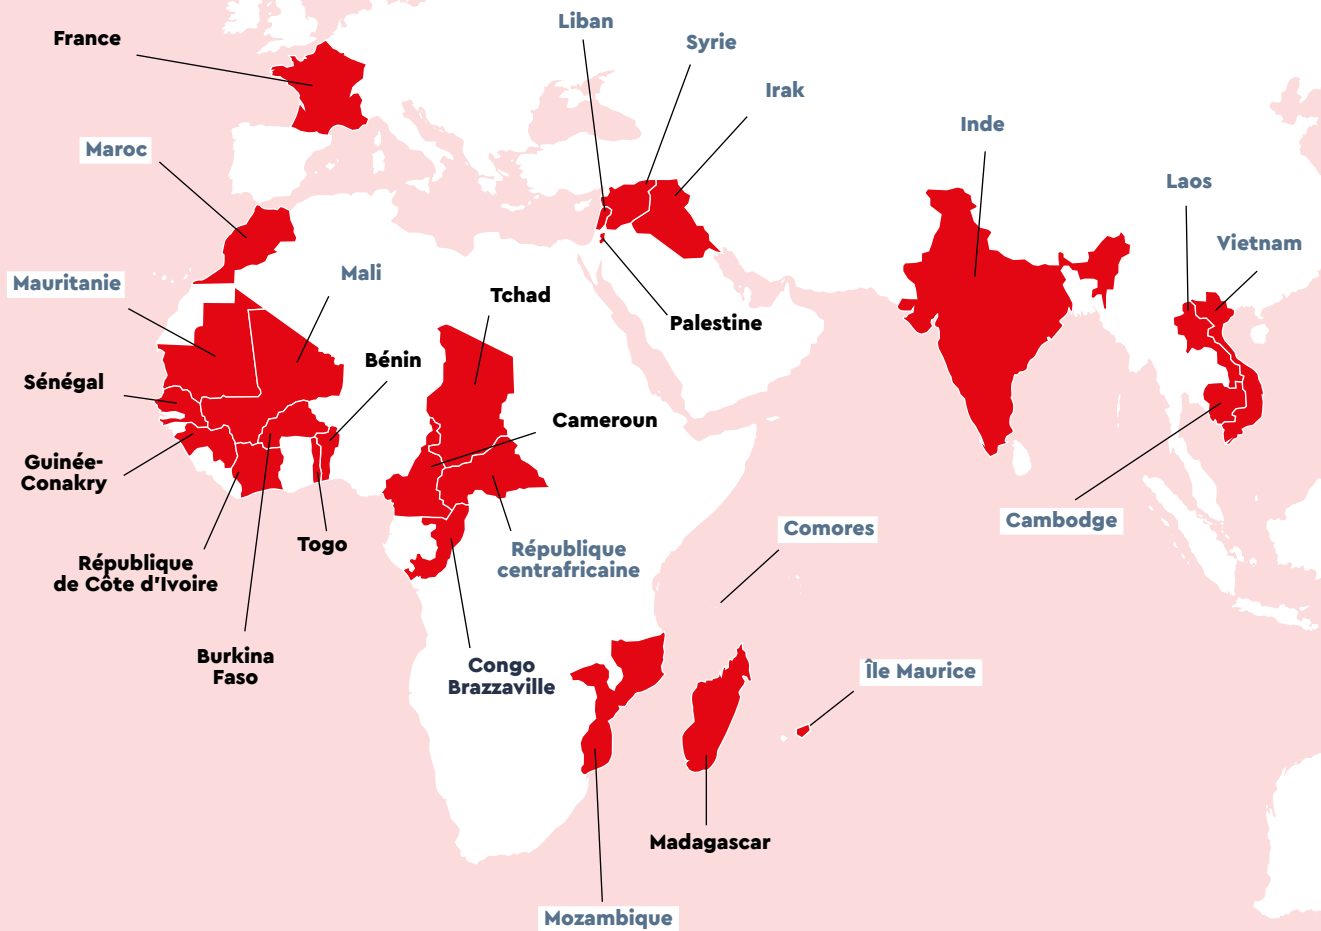 Liban
France
Syrie
Irak
Inde
Maroc
Laos
Vietnam
Mauritanie
Mali
Tchad
Palestine
Bénin
Sénégal
Cameroun
Guinée-
Conakry
Cambodge
Comores
Togo
République
centrafricaine
République
de Côte d'Ivoire
Burkina
Faso
Congo
Brazzaville
Île Maurice
Madagascar
Mozambique